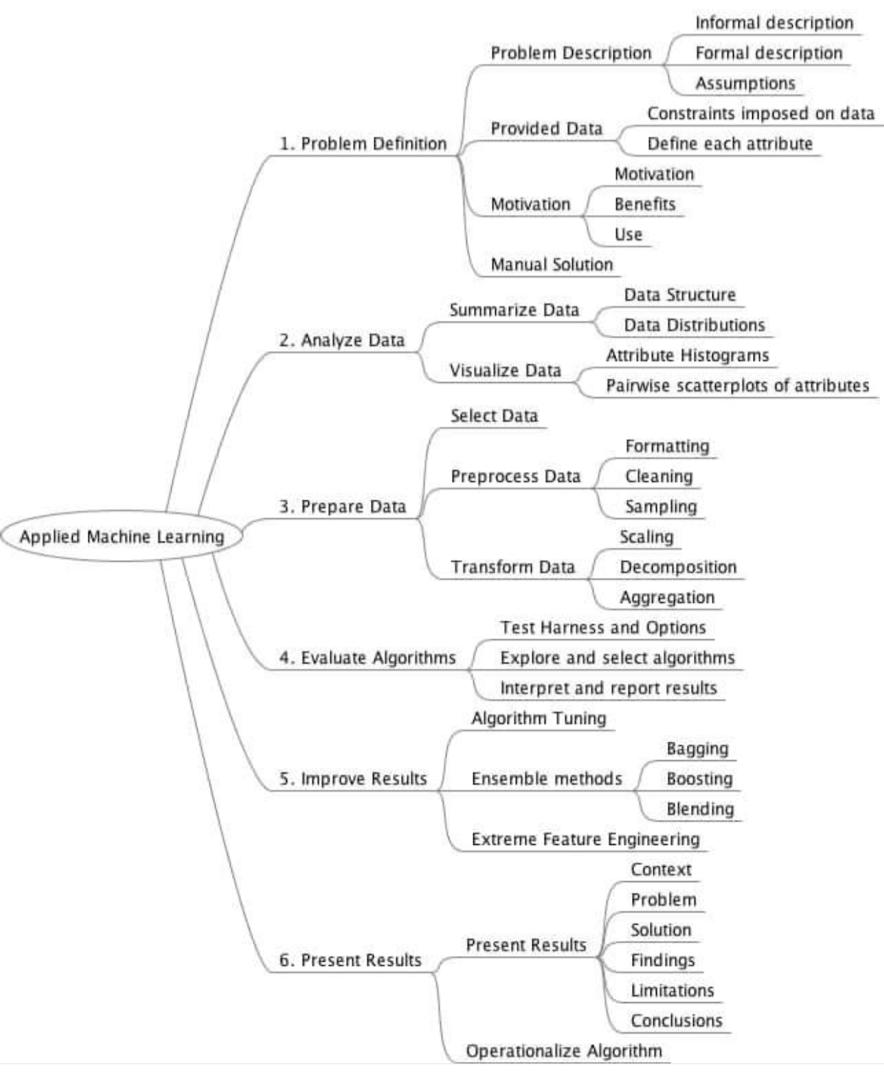 Applied Machine Learning
1. Problem Definition
Problem Description
Informal description
Formal description
Assumptions
Provided Data
Constraints imposed on data
Define each attribute
Motivation
Motivation
Benefits
Use
Manual Solution
2. Analyze Data
Summarize Data
Data Structure
Data Distributions
Visualize Data
Attribute Histograms
Pairwise scatterplots of attributes
3. Prepare Data
Select Data
Preprocess Data
Formatting
Cleaning
Sampling
Transform Data
Scaling
Decomposition
Aggregation
4. Evaluate Algorithms
Test Harness and Options
Explore and select algorithms
Interpret and report results
5. Improve Results
Algorithm Tuning
Ensemble methods
Bagging
Boosting
Blending
Extreme Feature Engineering
6. Present Results
Present Results
Context
Problem
Solution
Findings
Limitations
Conclusions
Operationalize Algorithm